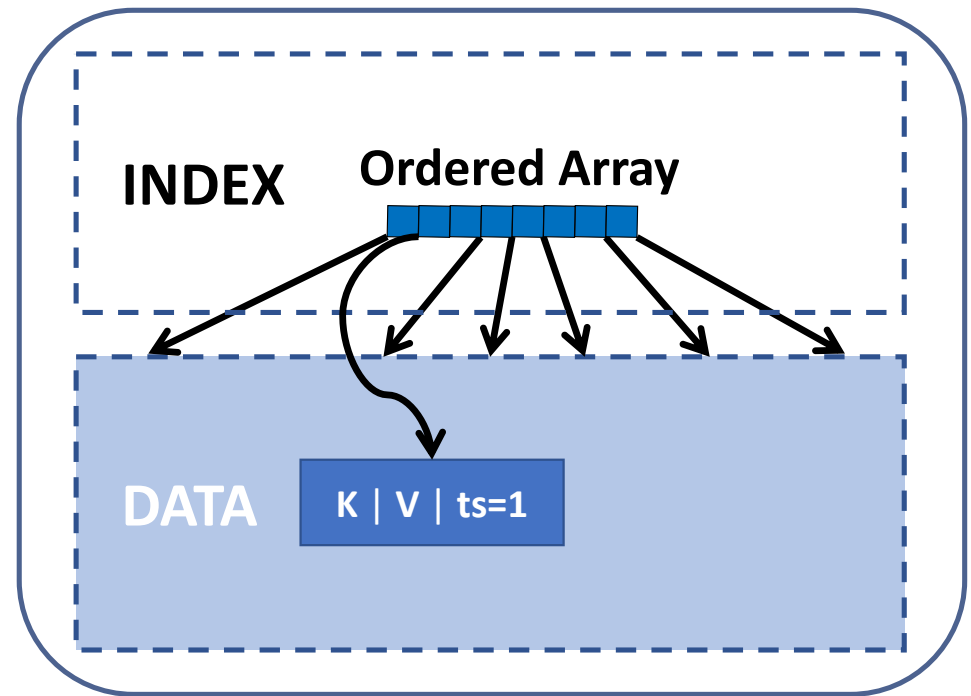 Ordered Array
INDEX
DATA
K | V | ts=1